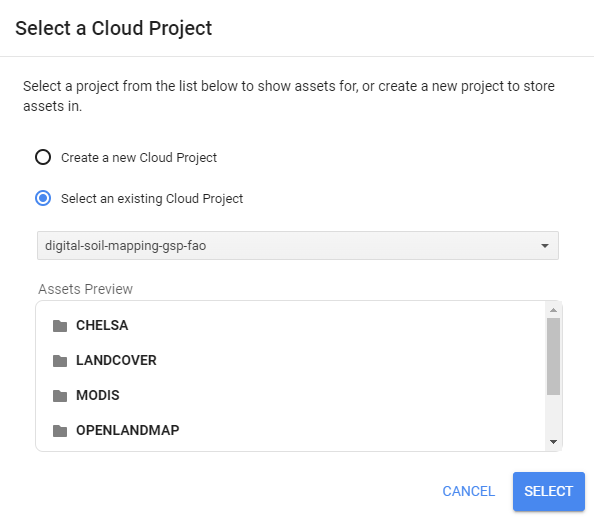 Select a Cloud Project
Select a project from the list below to show assets for, or create a new project to store
assets in.
Create a new Cloud Project
Select an existing Cloud Project
digital-soil-mapping-gsp-fao
Assets Preview
CHELSA
LANDCOVER
MODIS
OPENLANDMAP
CANCEL
SELECT